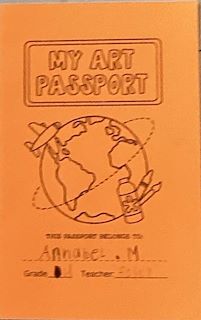 MY ART
PASSPORT
THIS PASSPORT BELONGS TO:
Annabel . M
Grade Teacher